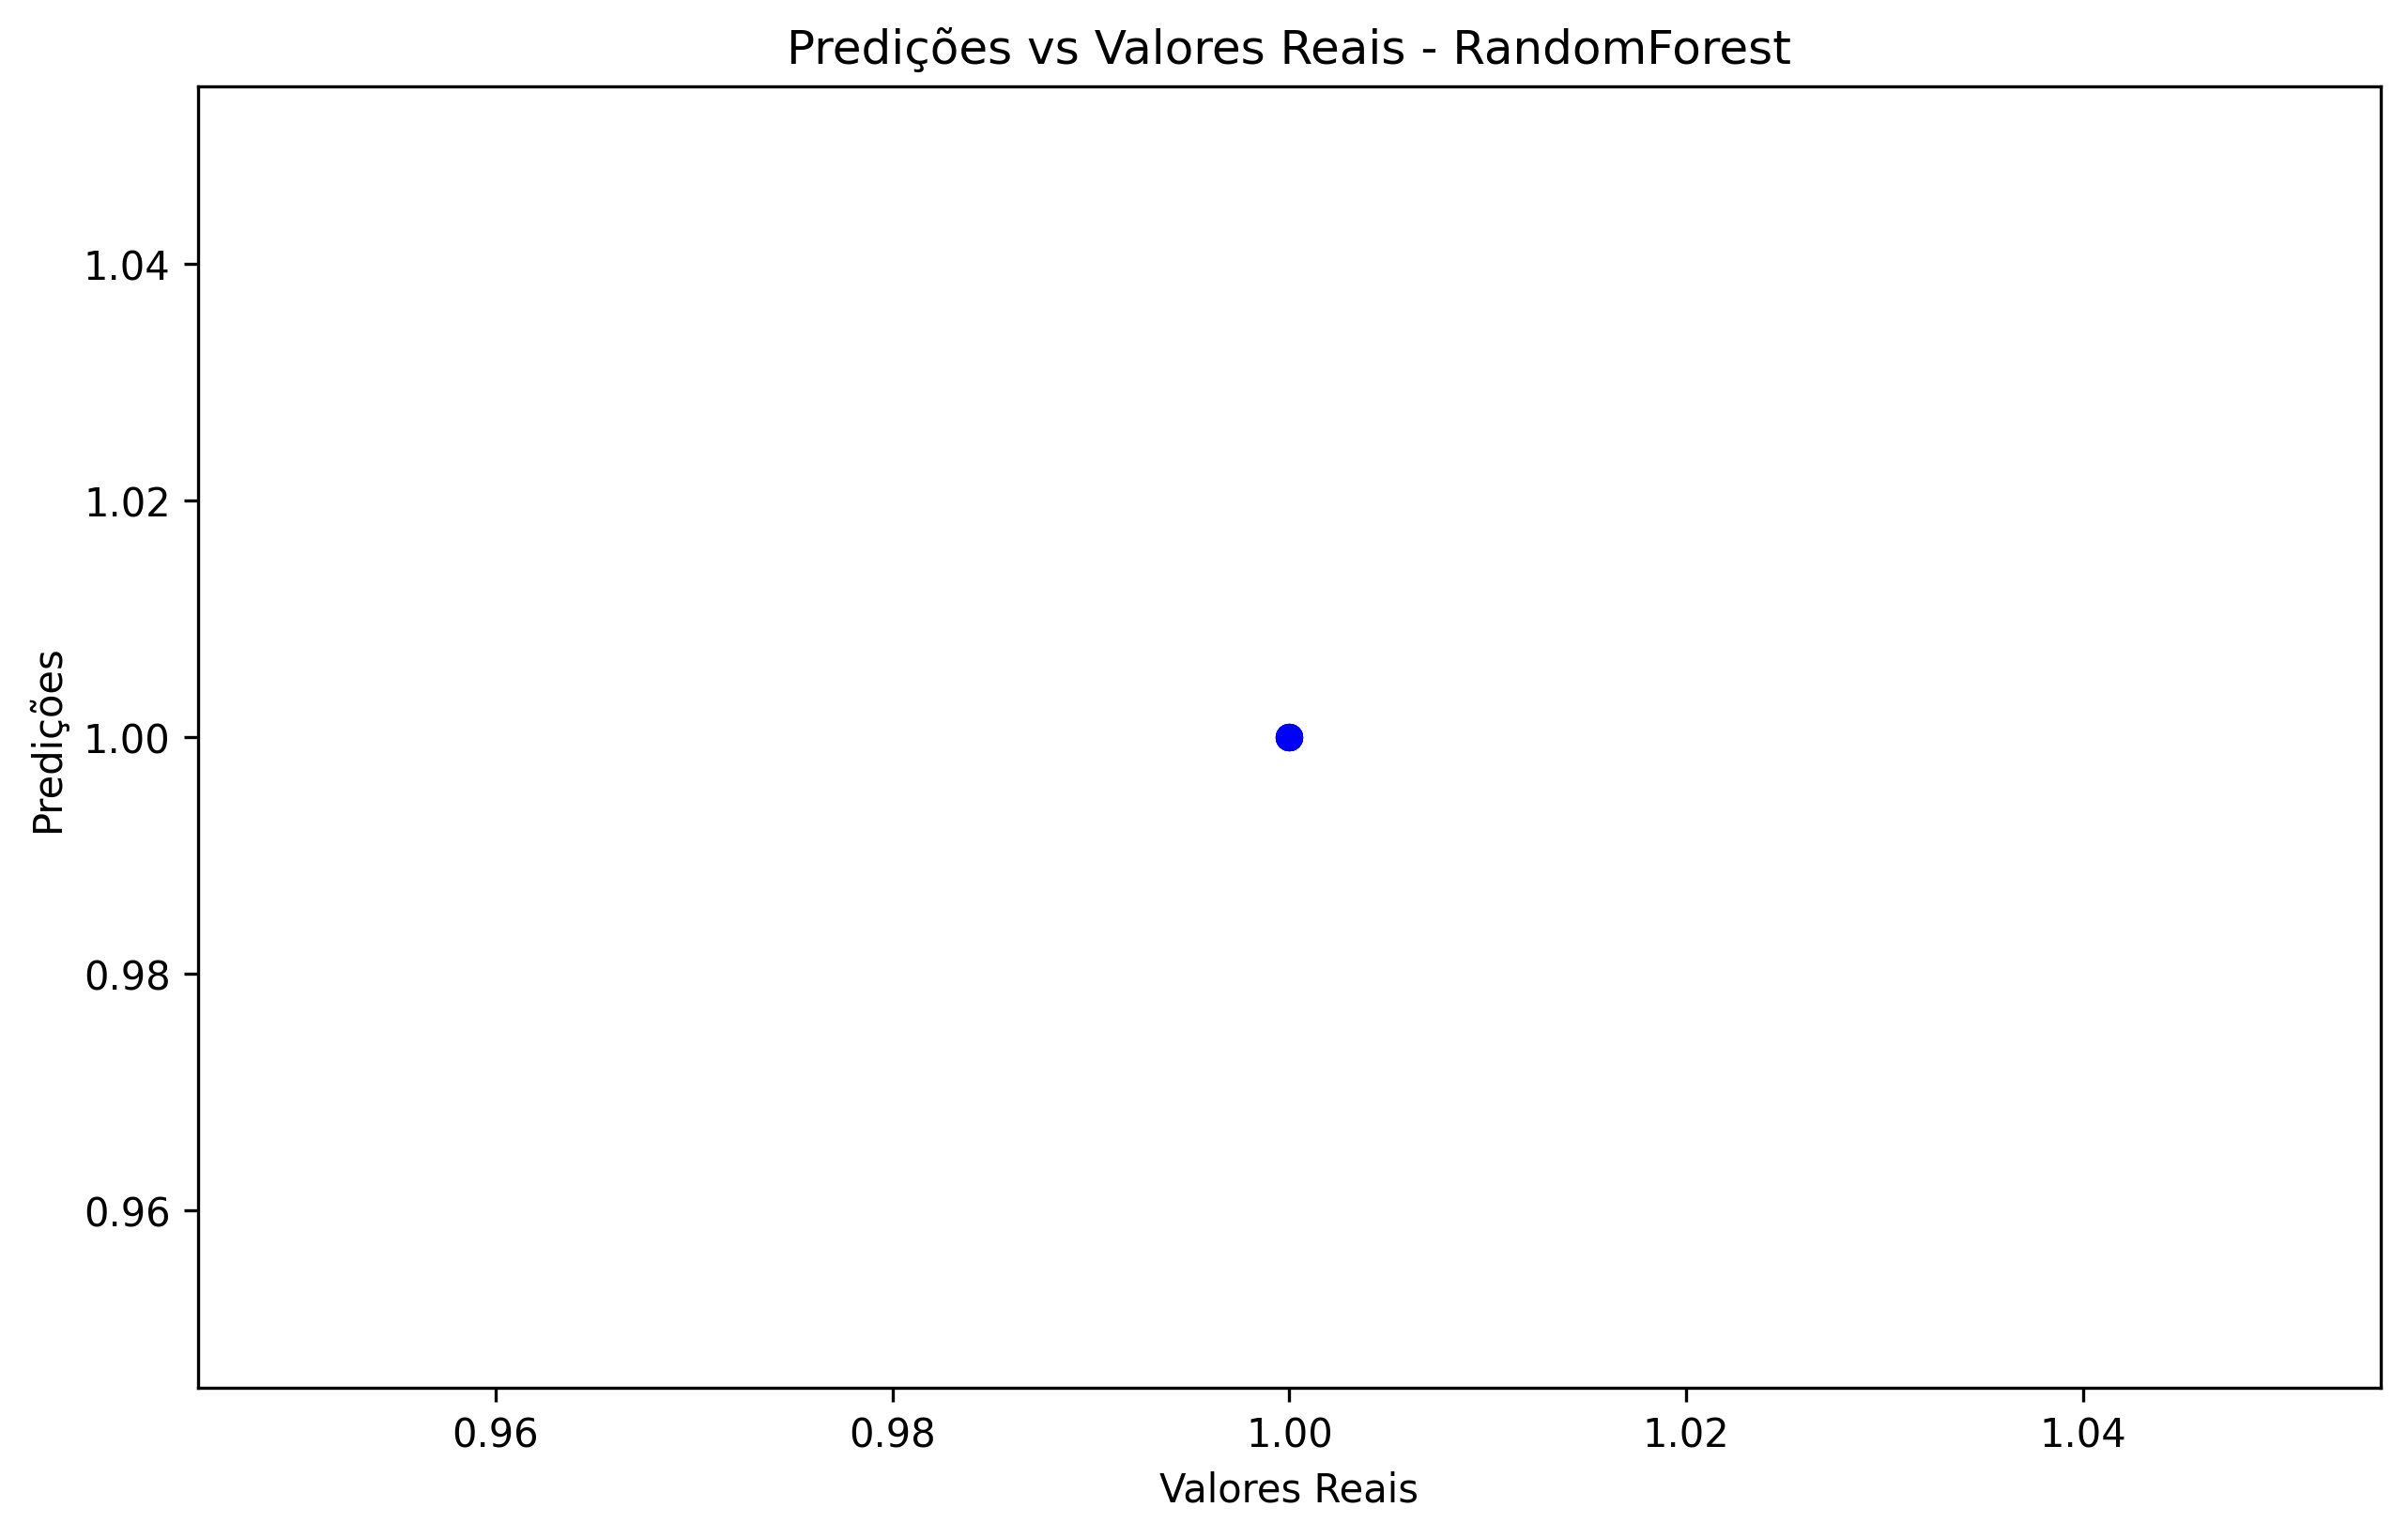 Predições vs Valores Reais - RandomForest
1.04
1.02
1.00
0.98
0.96
Predições
0.96 0.98 1.00 1.02 1.04
Valores Reais